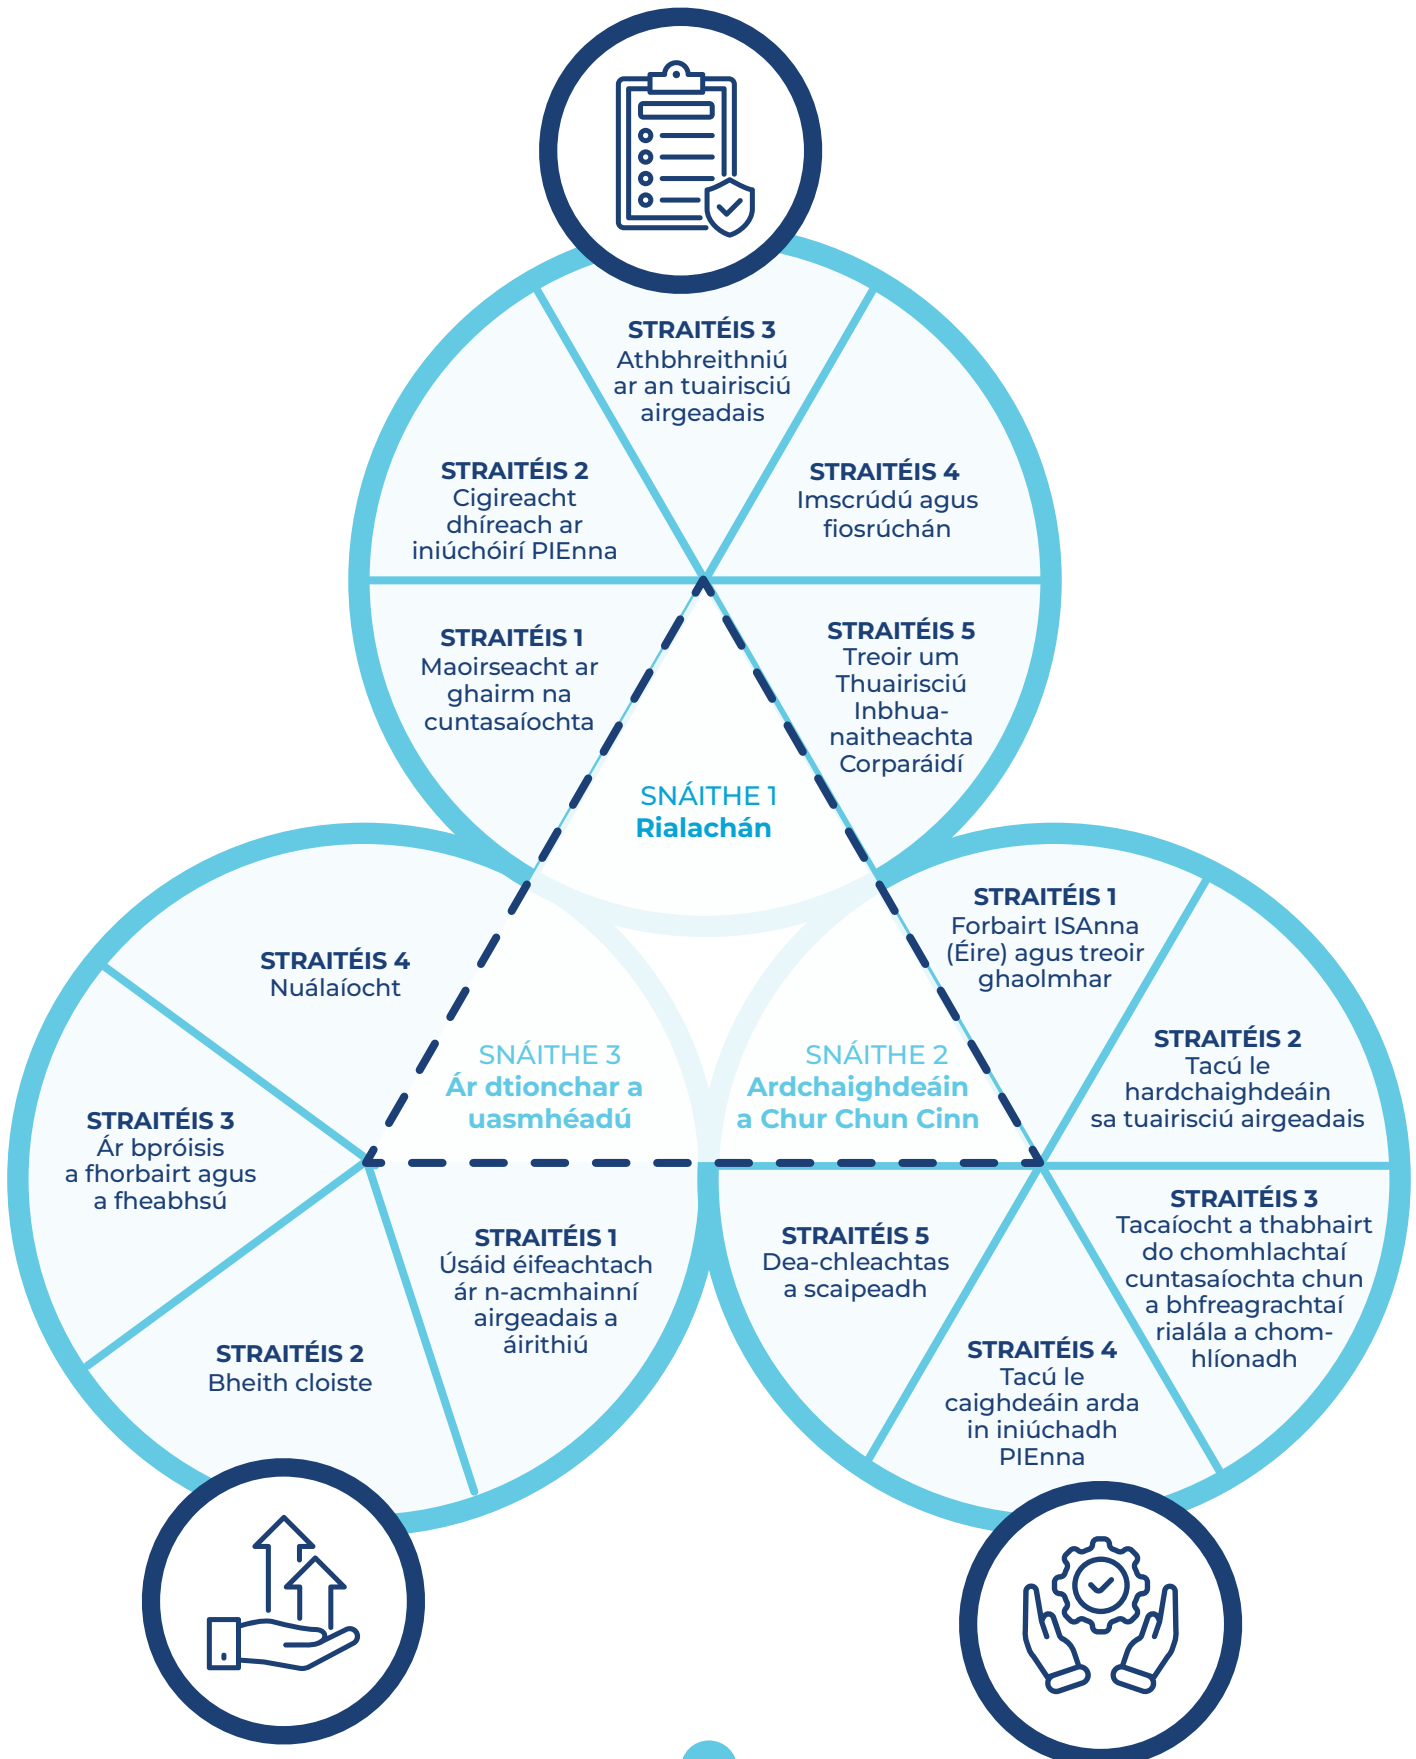 STRAITÉIS 3
Athbhreithniú
ar an tuairisciú
airgeadais
STRAITÉIS 2
Cigireacht
dhíreach ar
iniúchóirí PIEnna
STRAITÉIS 4
Imscrúdú agus
fiosrúchán
STRAITÉIS 1
Maoirseacht ar
ghairm na
cuntasaíochta
STRAITÉIS 5
Treoir um
Thuairisciú
Inbhua-
naitheachta
Corparáidí
SNÁITHE 1
Rialachán
STRAITÉIS 1
Forbairt ISAnna
(Éire) agus treoir
ghaolmhar
STRAITÉIS 2
Tacú le
hardchaighdeáin
sa tuairisciú airgeadais
SNÁITHE 2
Ardchaighdeáin
a Chur Chun Cinn
STRAITÉIS 3
Tacaíocht a thabhairt
do chomhlachtaí
cuntasaíochta chun
a bhfreagrachtaí
rialála a chom-
hlíonadh
STRAITÉIS 4
Tacú le
caighdeáin arda
in iniúchadh
PIEnna
STRAITÉIS 5
Dea-chleachtas
a scaipeadh
SNÁITHE 3
Ár dtionchar a
uasmhéadú
STRAITÉIS 1
Úsáid éifeachtach
ár n-acmhainní
airgeadais a
áirithiú
STRAITÉIS 2
Bheith cloiste
STRAITÉIS 3
Ár bpróisis
a fhorbairt agus
a fheabhsú
STRAITÉIS 4
Nuálaíocht